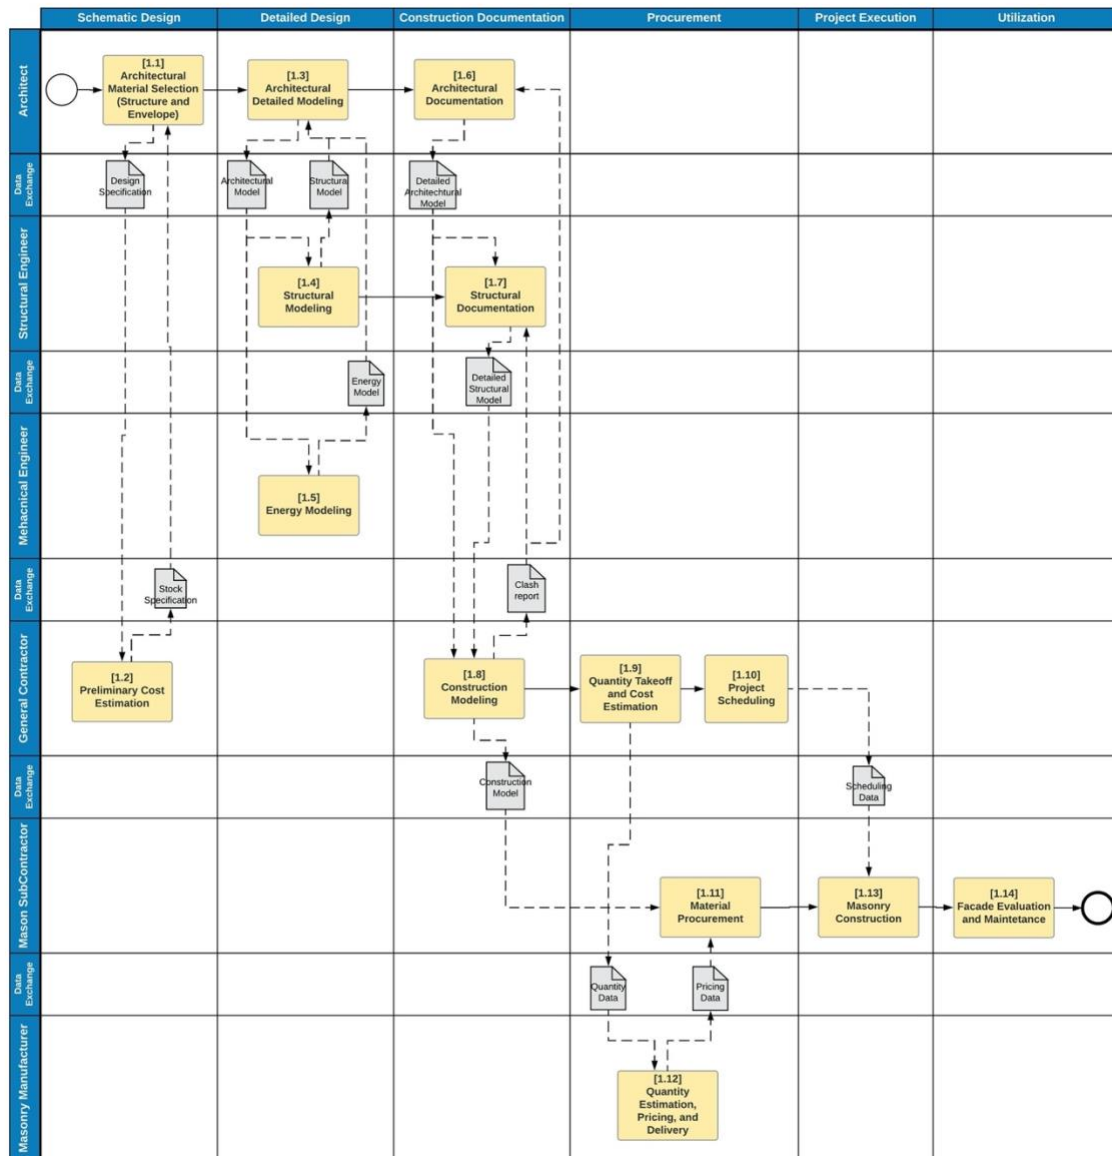 Schematic Design
Detailed Design
Construction Documentation
Procurement
Project Execution
Utilization
Architect
[1.1]
Architectural
Material Selection
(Structure and
Envelope)
[1.3]
Architectural
Detailed Modeling
[1.6]
Architectural
Documentation
Data
Exchange
Design
Specification
Architectural
Model
Structural
Model
Detailed
Architechtural
Model
Structural Engineer
[1.4]
Structural
Modeling
[1.7]
Structural
Documentation
Data
Exchange
Energy
Model
Detailed
Structural
Model
Mehacnical Engineer
[1.5]
Energy Modeling
Data
Exchange
Stock
Specification
Clash
report
General Contractor
[1.2]
Preliminary Cost
Estimation
[1.8]
Construction
Modeling
[1.9]
Quantity Takeoff
and Cost
Estimation
[1.10]
Project
Scheduling
Data
Exchange
Construction
Model
Scheduling
Data
Mason SubContractor
[1.11]
Material
Procurement
[1.13]
Masonry
Construction
[1.14]
Facade Evaluation
and Maintetance
Data
Exchange
Quantity
Data
Pricing
Data
Masonry Manufacturer
[1.12]
Quantity
Estimation,
Pricing, and
Delivery